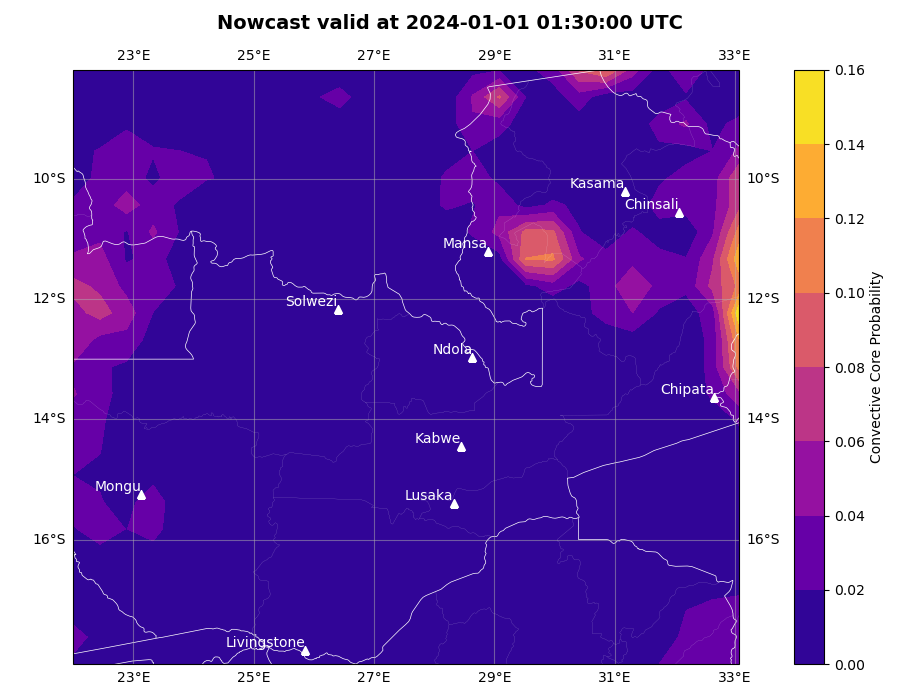 Nowcast valid at 2024-01-01 01:30:00 UTC
23°E 25°E 27°E 29°E 31°E 33°E
0.16
0.14
0.12
0.10
0.08
0.06
0.04
0.02
0.00
Convective Core Probability
10°S 10°S
12°S 12°S
14°S 14°S
16°S 16°S
Kasama
Chinsali
Mansa
Solwezi
Ndola
Chipata
Kabwe
Mongu
Lusaka
Livingstone
23°E 25°E 27°E 29°E 31°E 33°E